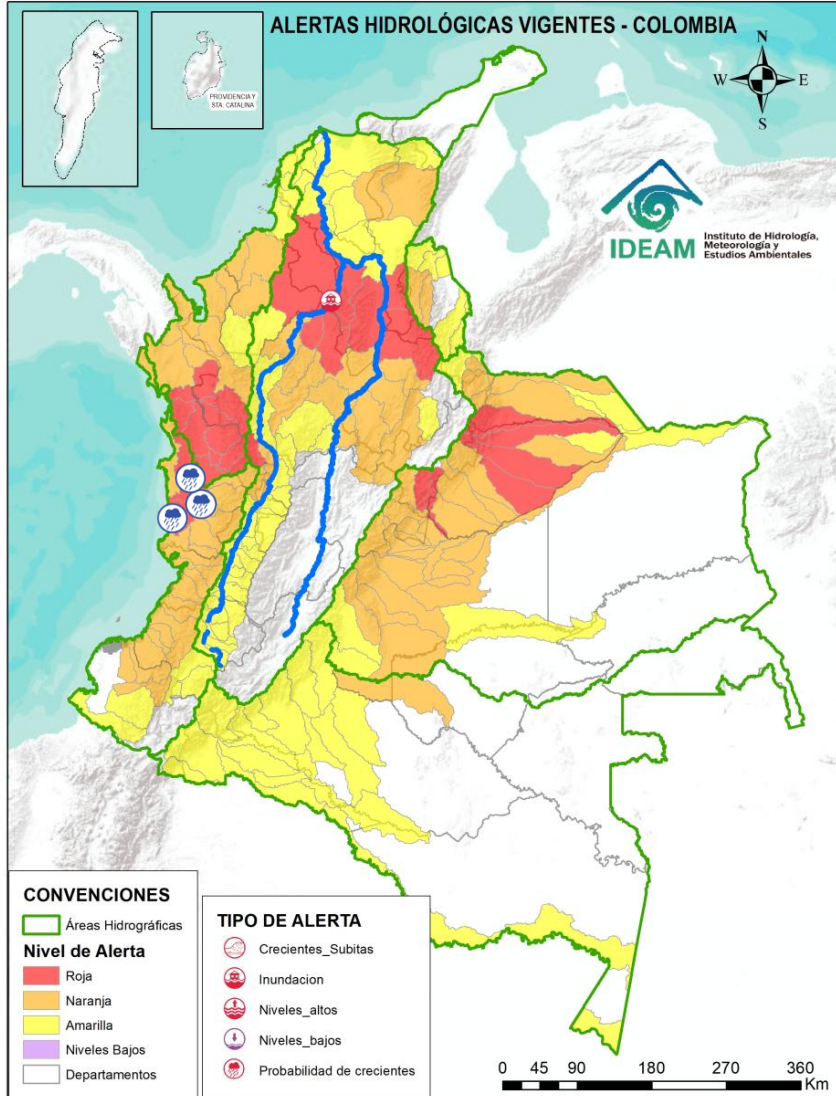 ALERTAS HIDROLÓGICAS VIGENTES - COLOMBIA
PROVIDENCIA Y
STA. CATALINA
N
W
E
S
IDEAM
Instituto de Hidrología,
Meteorología y
Estudios Ambientales
CONVENCIONES
Áreas Hidrográficas
Nivel de Alerta
Roja
Naranja
Amarilla
Niveles Bajos
Departamentos
TIPO DE ALERTA
Crecientes_Subitas
Inundacion
Niveles_altos
Niveles_bajos
Probabilidad de crecientes
0 45 90 180 270 360
Km